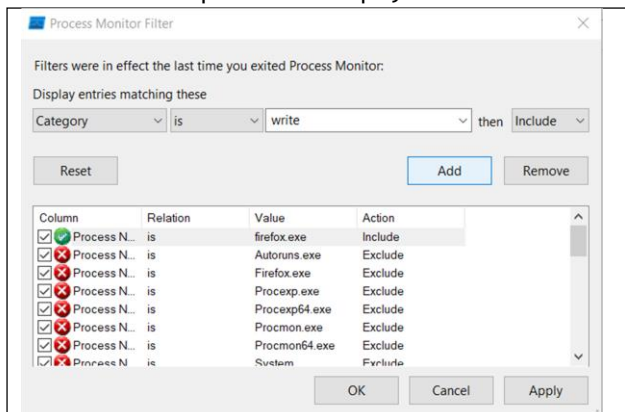 Process Monitor Filter
Filters were in effect the last time you exited Process Monitor:
Display entries matching these
Category is write then Include
Reset Add Remove
Column Relation Value Action
Process N... is firefox.exe Include
Process N... is Autoruns.exe Exclude
Process N... is Firefox.exe Exclude
Process N... is Procexp.exe Exclude
Process N... is Procexp64.exe Exclude
Process N... is Procmon.exe Exclude
Process N... is Procmon64.exe Exclude
Process N... is System Exclude
OK Cancel Apply